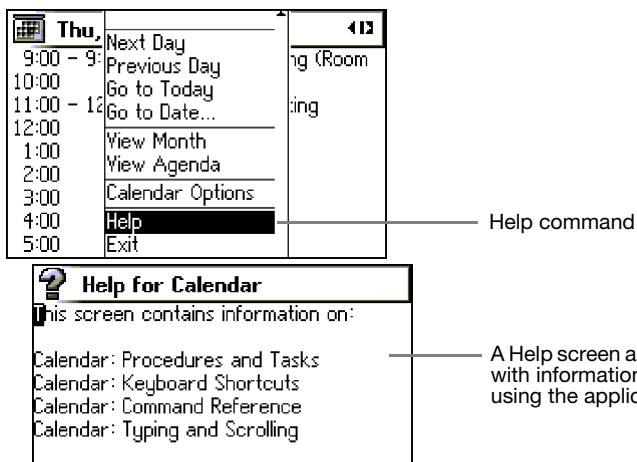 Thu,
9:00 - 9: ng (Room
10:00
11:00 - 12 ing
12:00
1:00
2:00
3:00
4:00
5:00
Next Day
Previous Day
Go to Today
Go to Date...
View Month
View Agenda
Calendar Options
Help
Exit
Help command
Help for Calendar
This screen contains information on:
Calendar: Procedures and Tasks
Calendar: Keyboard Shortcuts
Calendar: Command Reference
Calendar: Typing and Scrolling
A Help screen a
with information
using the applic